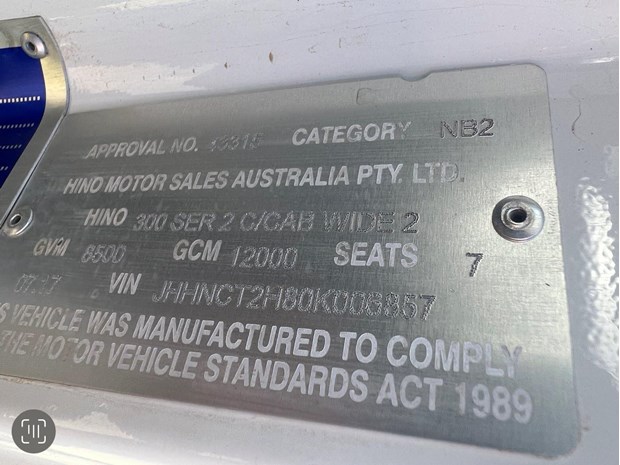 APPROVAL NO. 43315 CATEGORY NB2
HINO MOTOR SALES AUSTRALIA PTY. LTD.
HINO 300 SER 2 C/CAB WIDE 2
GVM 8500 GCM 12000 SEATS 7
VIN JHHNCT2H80K006857
VEHICLE WAS MANUFACTURED TO COMPLY
THE MOTOR VEHICLE STANDARDS ACT 1989